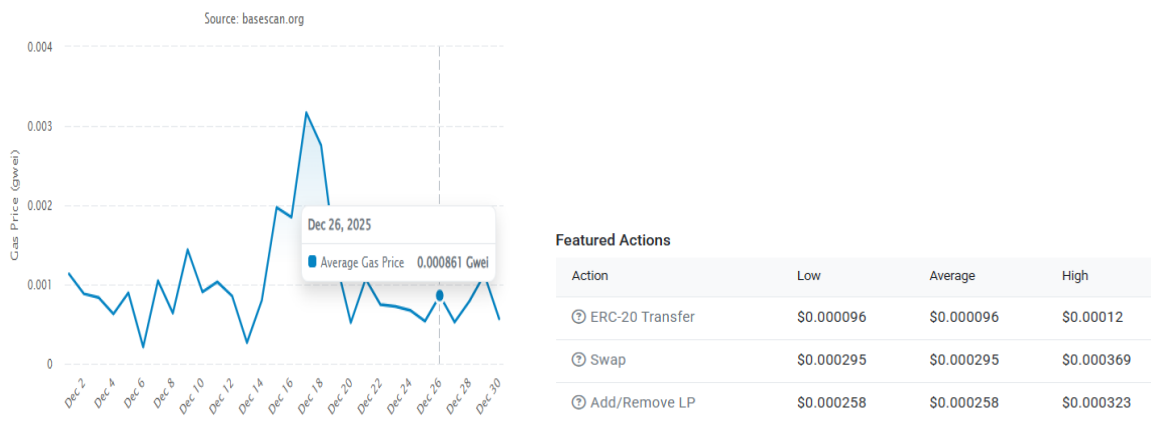 Source: basescan.org
0.004
0.003
0.002
0.001
0
Gas Price (gwei)
Dec 26, 2025
Average Gas Price 0.000861 Gwei
Dec 2 Dec 4 Dec 6 Dec 8 Dec 10 Dec 12 Dec 14 Dec 16 Dec 18 Dec 20 Dec 22 Dec 24 Dec 26 Dec 28 Dec 30
Featured Actions
Action Low Average High
ERC-20 Transfer $0.000096 $0.000096 $0.00012
Swap $0.000295 $0.000295 $0.000369
Add/Remove LP $0.000258 $0.000258 $0.000323